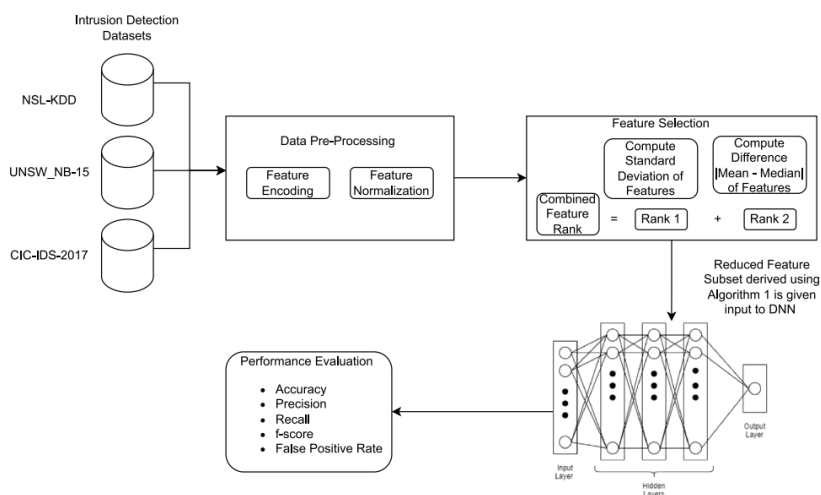 Intrusion Detection
Datasets
NSL-KDD
UNSW_NB-15
CIC-IDS-2017
Data Pre-Processing
Feature
Encoding
Feature
Normalization
Feature Selection
Compute
Standard
Deviation of
Features
Compute
Difference
|Mean - Median|
of Features
Combined
Feature
Rank
=
Rank 1
+
Rank 2
Reduced Feature
Subset derived using
Algorithm 1 is given
input to DNN
Performance Evaluation
• Accuracy
• Precision
• Recall
• f-score
• False Positive Rate
Input
Layer
Hidden
Layers
Output
Layer